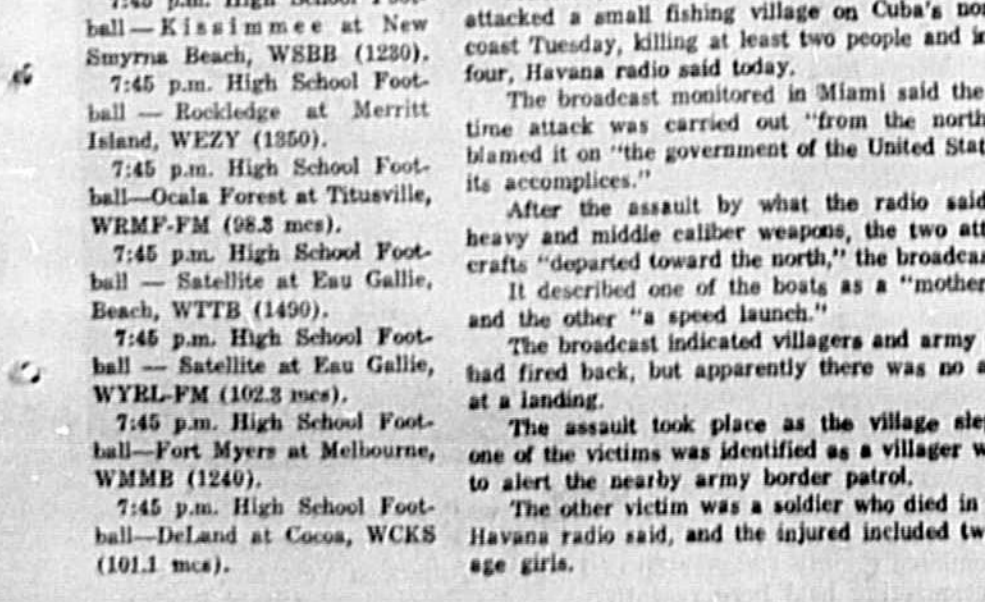 7:45 p.m. High School Foot-
ball — Kissimmee at New
Smyrna Beach, WSBB (1230).
7:45 p.m. High School Foot-
ball — Rockledge at Merritt
Island, WEZY (1350).
7:45 p.m. High School Foot-
ball—Ocala Forest at Titusville,
WRMF-FM (98.3 mcs).
7:45 p.m. High School Foot-
ball — Satellite at Eau Gallie,
Beach, WTTB (1490).
7:45 p.m. High School Foot-
ball — Satellite at Eau Gallie,
WYRL-FM (102.3 mcs).
7:45 p.m. High School Foot-
ball—Fort Myers at Melbourne,
WMMB (1240).
7:45 p.m. High School Foot-
ball—DeLand at Cocoa, WCKS
(101.1 mcs).
attacked a small fishing village on Cuba's
coast Tuesday, killing at least two people and
four, Havana radio said today.
The broadcast monitored in Miami said the
time attack was carried out "from the north
blamed it on "the government of the United
its accomplices."
After the assault by what the radio said
heavy and middle caliber weapons, the two
crafts "departed toward the north," the
It described one of the boats as a "mother
and the other "a speed launch."
The broadcast indicated villagers and army
had fired back, but apparently there was no
at a landing.
The assault took place as the village
one of the victims was identified as a villager
to alert the nearby army border patrol.
The other victim was a soldier who died in
Havana radio said, and the injured included
age girls.